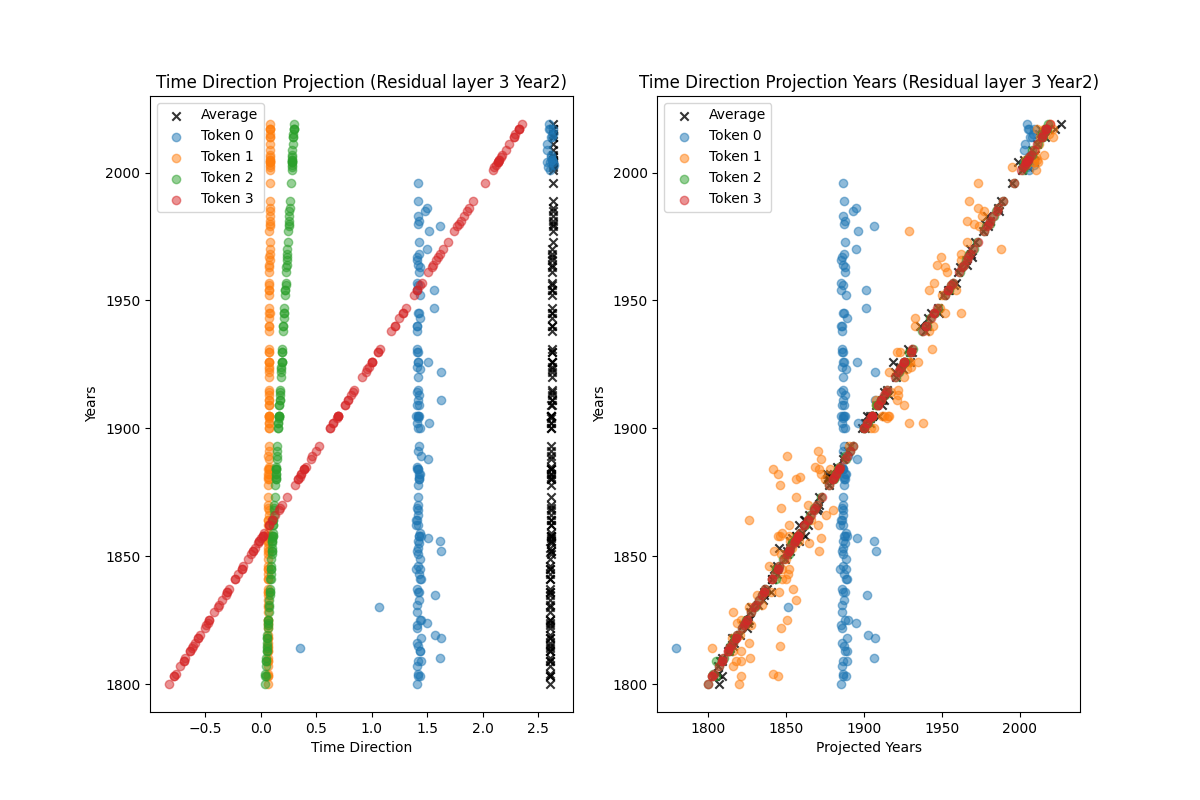 Time Direction Projection (Residual layer 3 Year2)
Average
Token 0
Token 1
Token 2
Token 3
2000
1950
1900
1850
1800
Years
−0.5 0.0 0.5 1.0 1.5 2.0 2.5
Time Direction
Time Direction Projection Years (Residual layer 3 Year2)
Average
Token 0
Token 1
Token 2
Token 3
2000
1950
1900
1850
1800
Years
1800 1850 1900 1950 2000
Projected Years